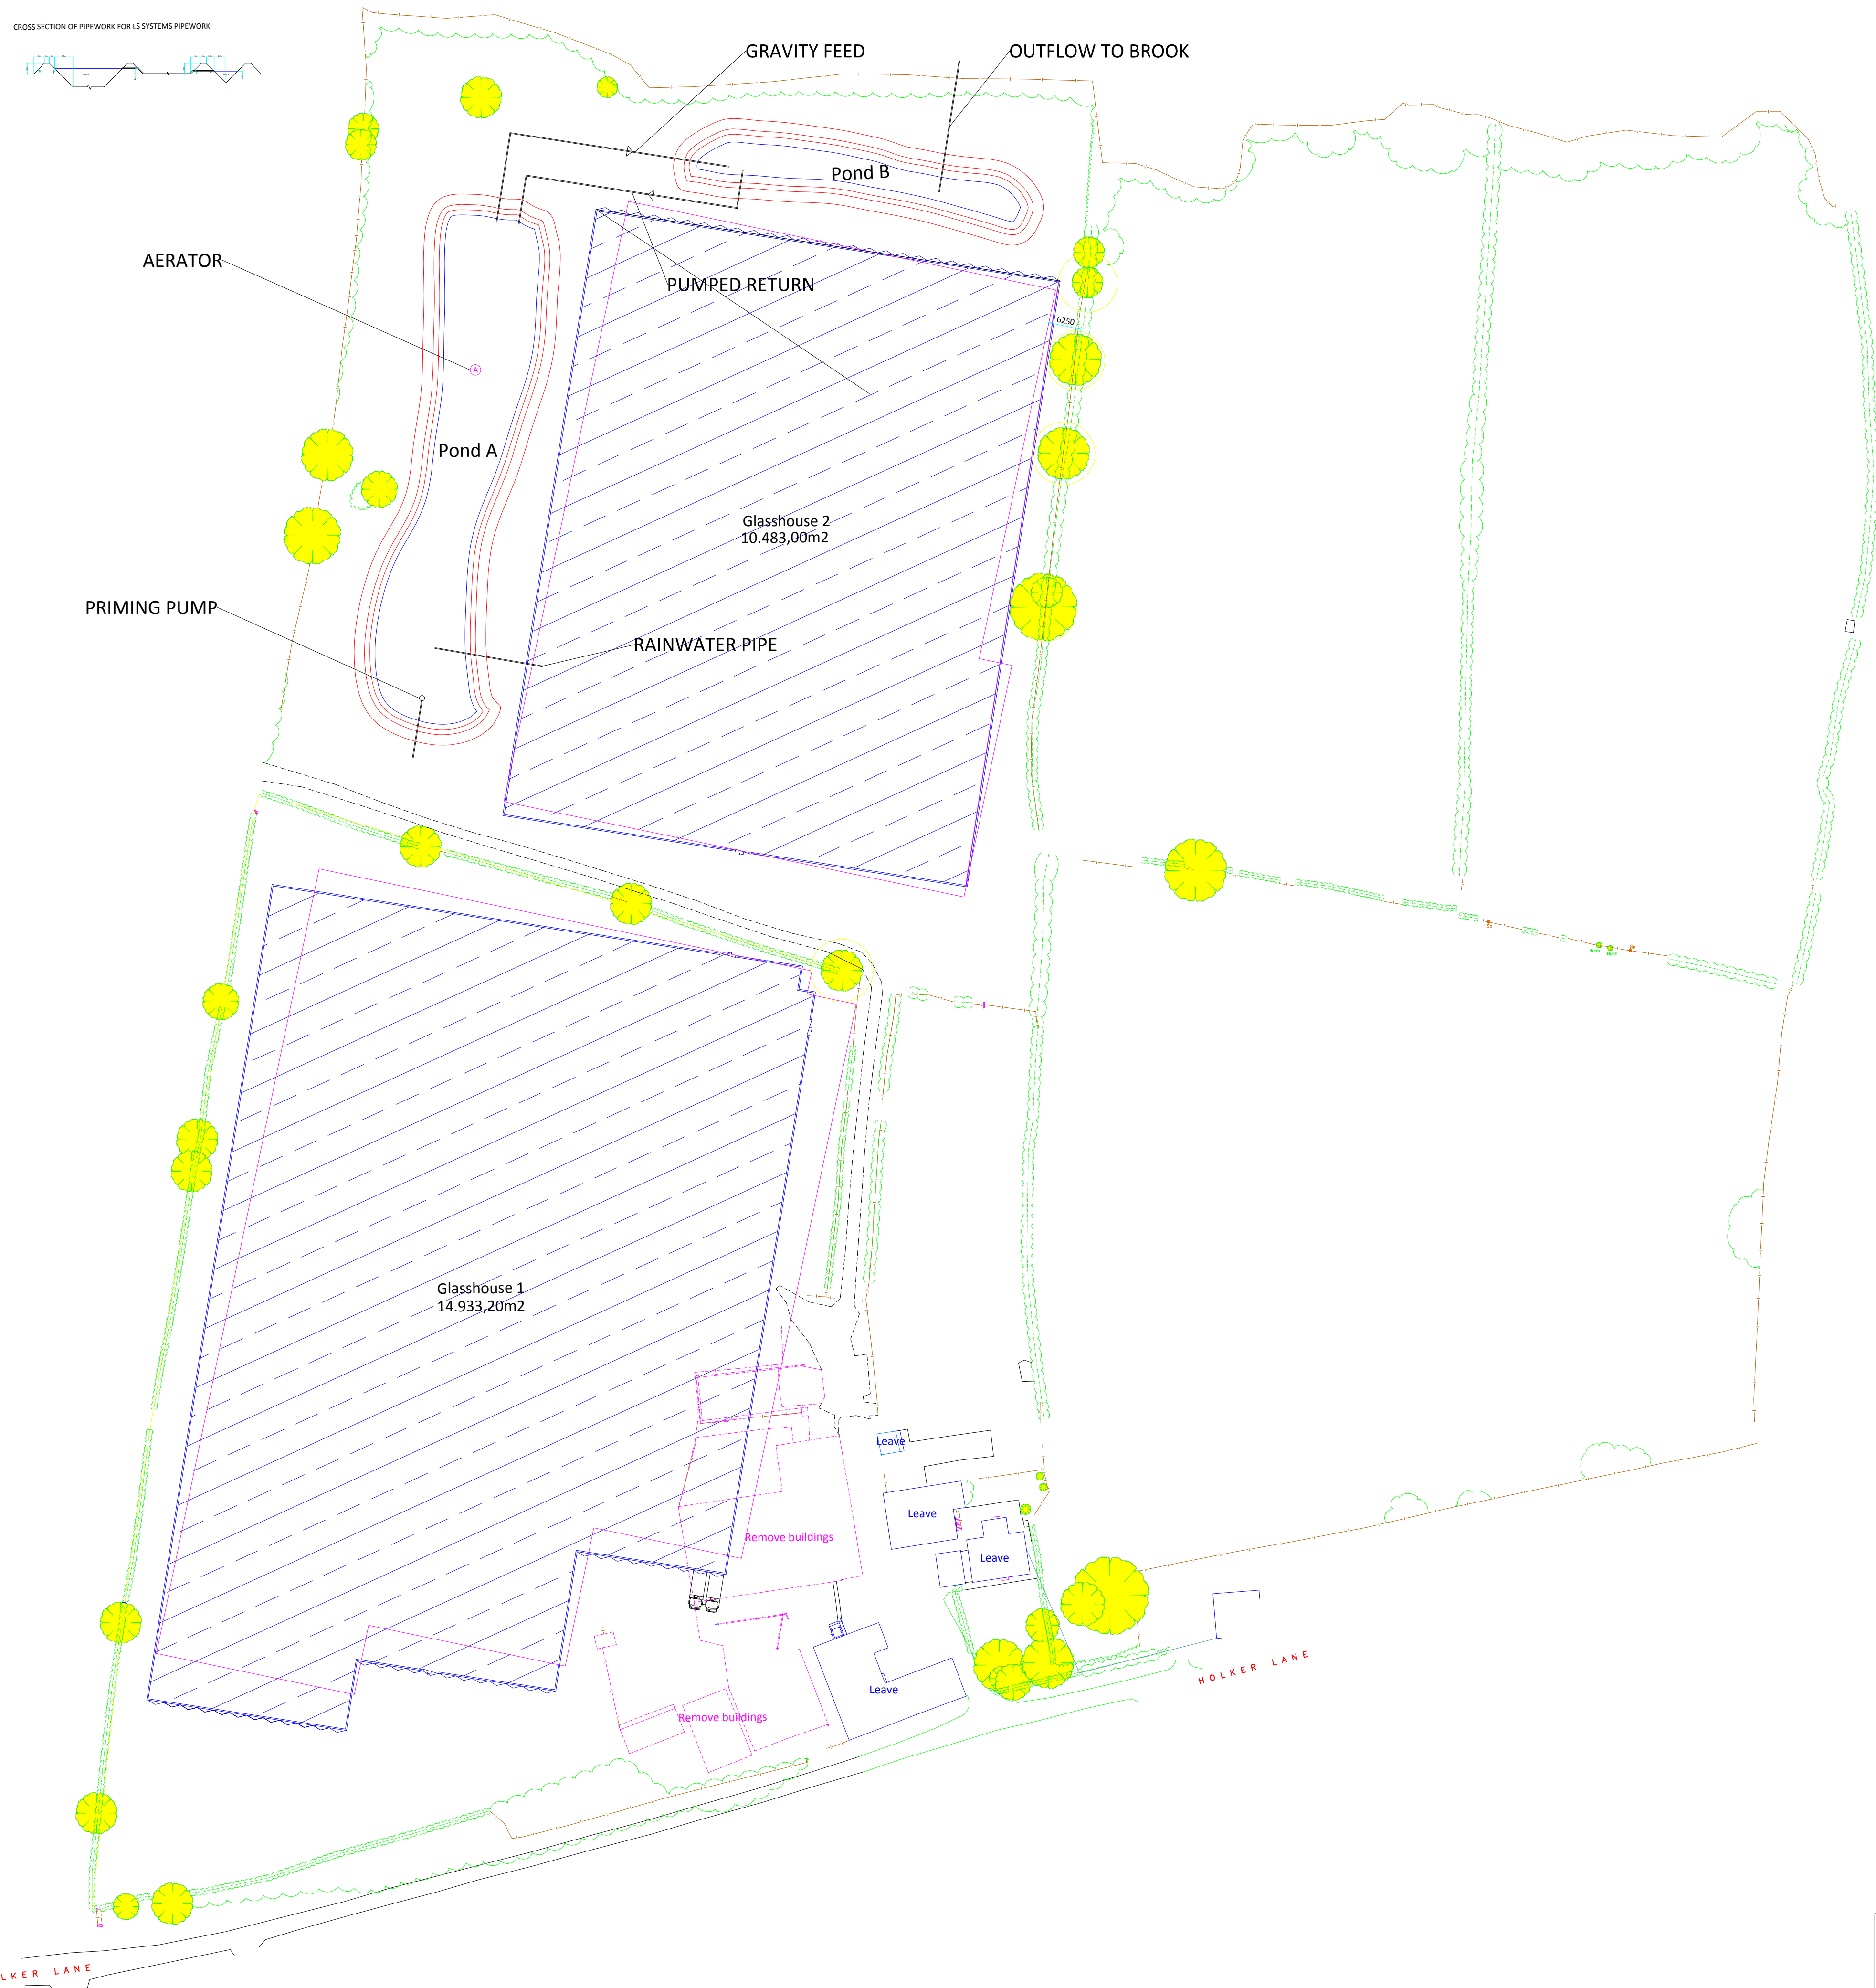 CROSS SECTION OF PIPEWORK FOR LS SYSTEMS PIPEWORK
GRAVITY FEED
OUTFLOW TO BROOK
Pond B
AERATOR
PUMPED RETURN
6250
A
Pond A
Glasshouse 2
10.483,00m2
PRIMING PUMP
RAINWATER PIPE
Glasshouse 1
14.933,20m2
Leave
Leave
Remove buildings
Leave
Leave
Remove buildings
HOLKER LANE
LKER LANE